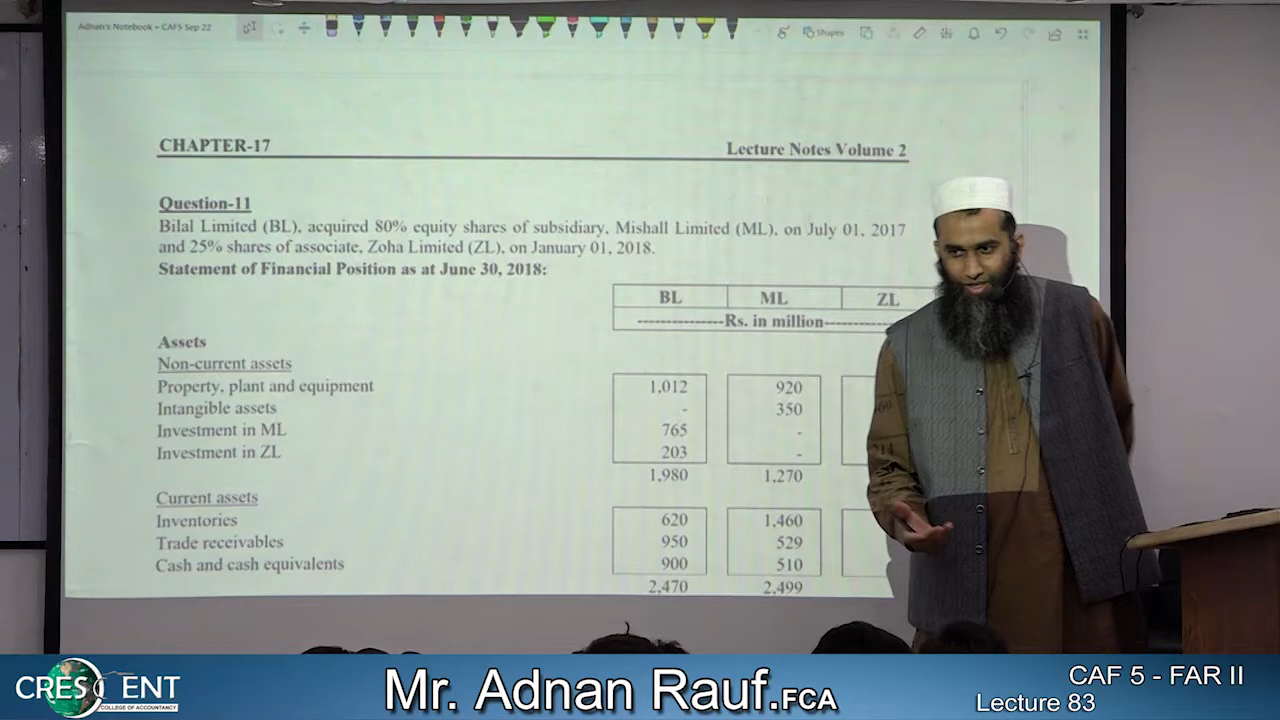 Adnan's Notebook » CAF5 Sep 22
Shapes
CHAPTER-17
Lecture Notes Volume 2
Question-11
Bilal Limited (BL), acquired 80% equity shares of subsidiary, Mishall Limited (ML), on July 01, 2017
and 25% shares of associate, Zoha Limited (ZL), on January 01, 2018.
Statement of Financial Position as at June 30, 2018:
BL ML ZL
---------------Rs. in million-----------
Assets
Non-current assets
Property, plant and equipment 1,012 920
Intangible assets - 350
Investment in ML 765 -
Investment in ZL 203 -
1,980 1,270
Current assets
Inventories 620 1,460
Trade receivables 950 529
Cash and cash equivalents 900 510
2,470 2,499
CRESCENT
COLLEGE OF ACCOUNTANCY
Mr. Adnan Rauf.FCA
CAF 5 - FAR II
Lecture 83